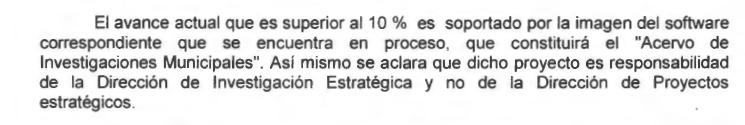 El avance actual que es superior al 10 % es soportado por la imagen del software
correspondiente que se encuentra en proceso, que constituirá el "Acervo de
Investigaciones Municipales". Así mismo se aclara que dicho proyecto es responsabilidad
de la Dirección de Investigación Estratégica y no de la Dirección de Proyectos
estratégicos.